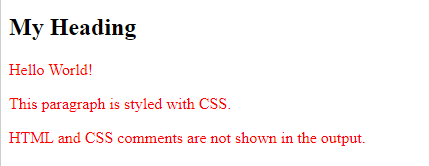 My Heading
Hello World!
This paragraph is styled with CSS.
HTML and CSS comments are not shown in the output.